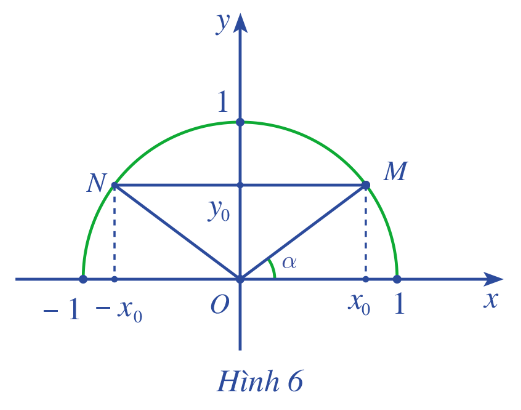 y
1
N
M
y₀
α
− 1
− x₀
O
x₀
1
x
Hình 6